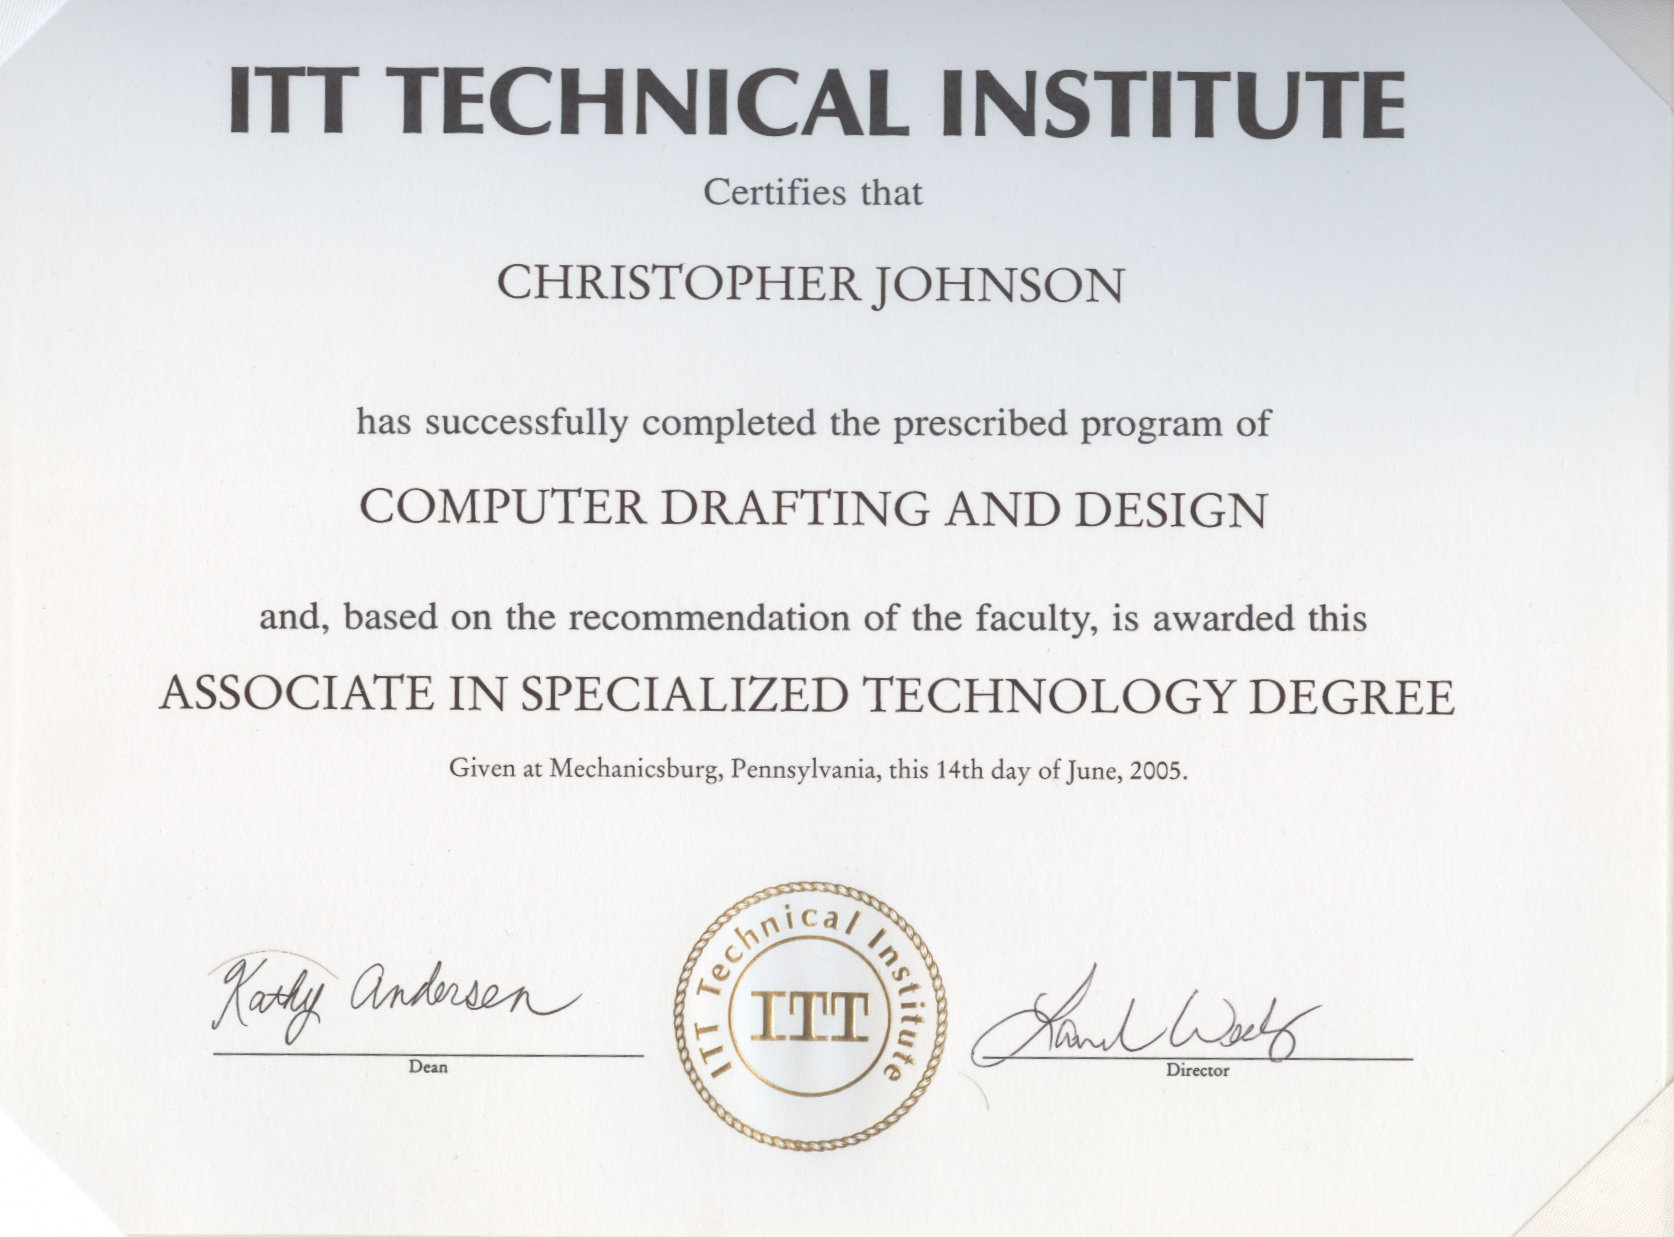 ITT TECHNICAL INSTITUTE
Certifies that
CHRISTOPHER JOHNSON
has successfully completed the prescribed program of
COMPUTER DRAFTING AND DESIGN
and, based on the recommendation of the faculty, is awarded this
ASSOCIATE IN SPECIALIZED TECHNOLOGY DEGREE
Given at Mechanicsburg, Pennsylvania, this 14th day of June, 2005.
Kathy Andersen
Dean
ITT Technical Institute
ITT
Director